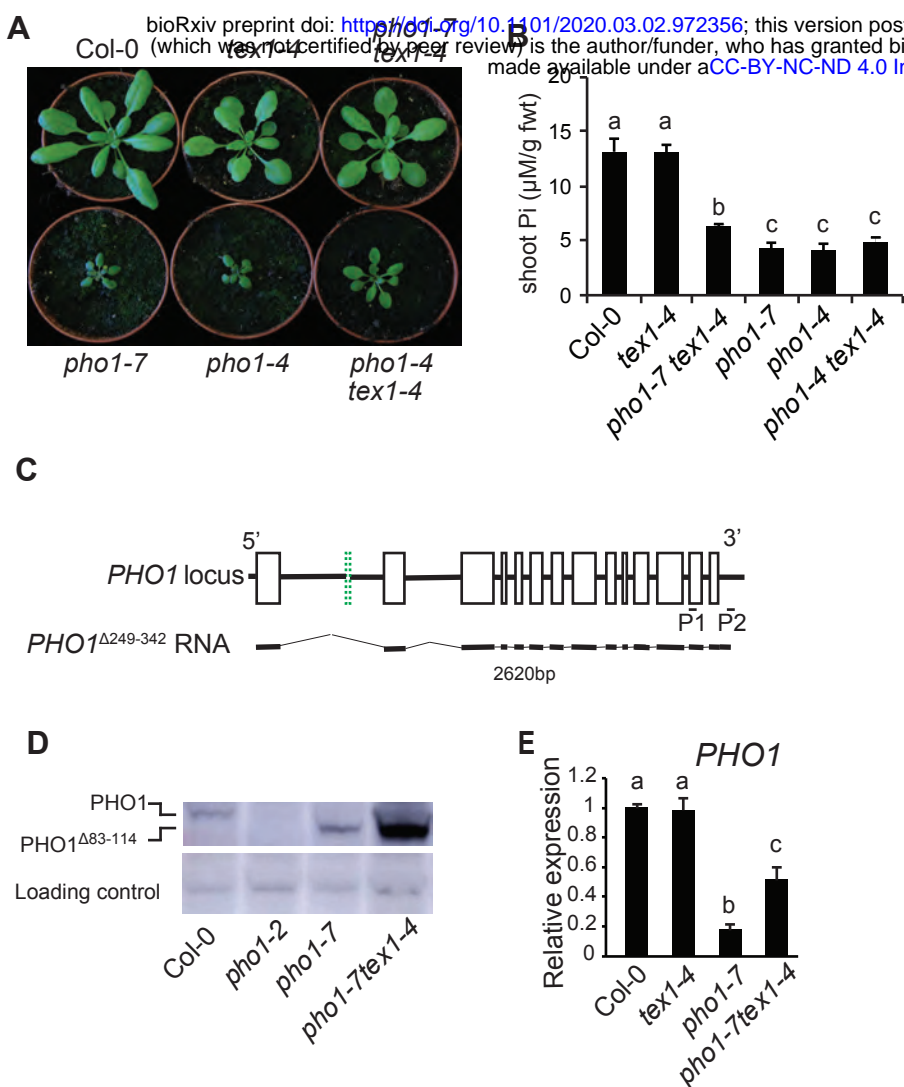 A
bioRxiv preprint doi: https://doi.org/10.1101/2020.03.02.972356; this version pos
(which was not certified by peer review) is the author/funder, who has granted bi
made available under aCC-BY-NC-ND 4.0 In
Col-0
tex1-4
pho1-7
tex1-4
pho1-7
pho1-4
pho1-4
tex1-4
B
shoot Pi (µM/g fwt)
20
15
10
5
0
a
a
b
c
c
c
Col-0
tex1-4
pho1-7 tex1-4
pho1-7
pho1-4
pho1-4 tex1-4
C
5’
3’
PHO1 locus
P1
P2
PHO1Δ249-342 RNA
2620bp
D
PHO1
PHO1Δ83-114
Loading control
Col-0
pho1-2
pho1-7
pho1-7tex1-4
E
PHO1
Relative expression
1.2
1
0.8
0.6
0.4
0.2
0
a
a
b
c
Col-0
tex1-4
pho1-7
pho1-7tex1-4